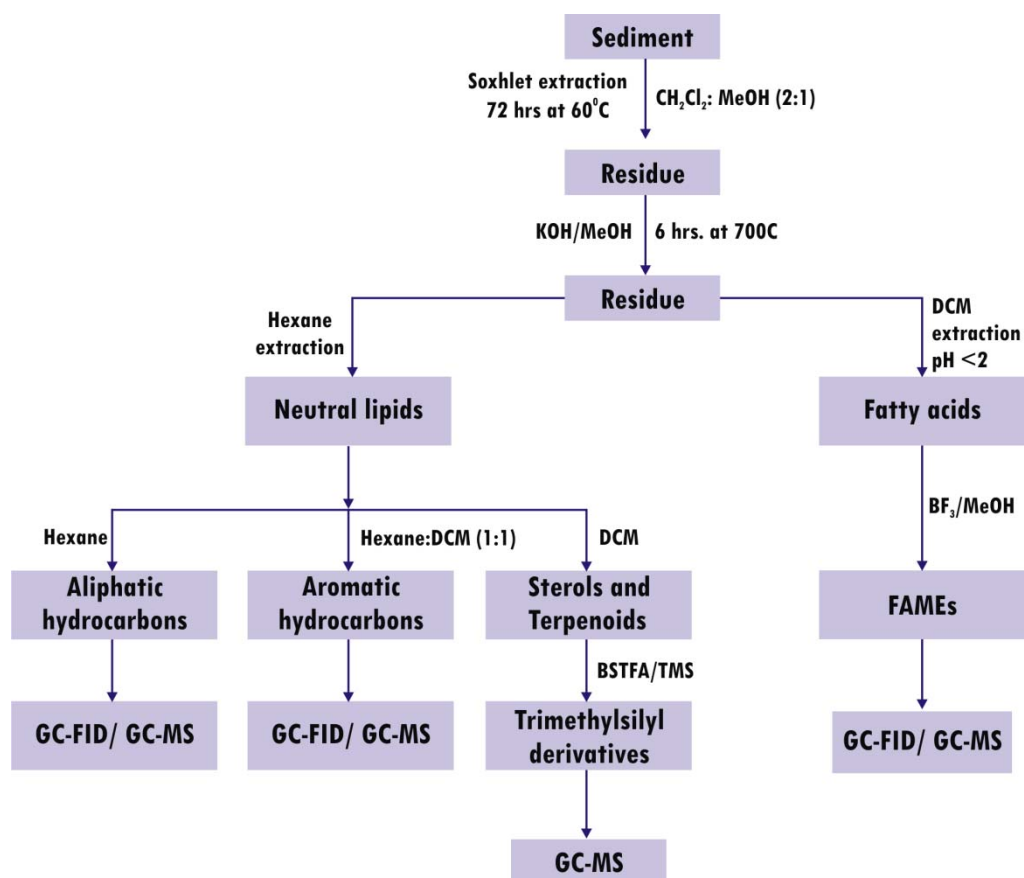 Sediment
Soxhlet extraction
72 hrs at 60⁰C
CH₂Cl₂: MeOH (2:1)
Residue
KOH/MeOH
6 hrs. at 700C
Residue
Hexane
extraction
DCM
extraction
pH <2
Neutral lipids
Fatty acids
BF₃/MeOH
Hexane
Hexane:DCM (1:1)
DCM
Aliphatic
hydrocarbons
Aromatic
hydrocarbons
Sterols and
Terpenoids
FAMEs
BSTFA/TMS
GC-FID/ GC-MS
GC-FID/ GC-MS
Trimethylsilyl
derivatives
GC-FID/ GC-MS
GC-MS